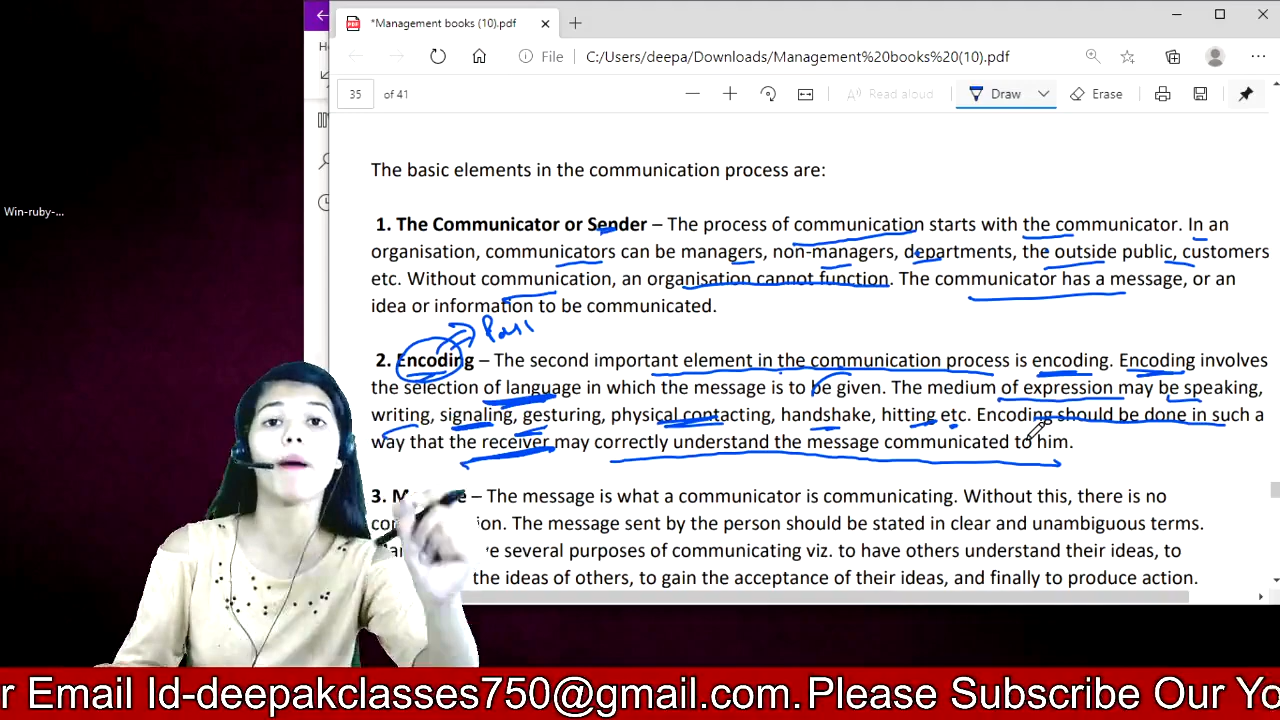 *Management books (10).pdf
File C:/Users/deepa/Downloads/Management%20books%20(10).pdf
35 of 41 Read aloud Draw Erase
Win-ruby-...
The basic elements in the communication process are:
1. The Communicator or Sender – The process of communication starts with the communicator. In an
organisation, communicators can be managers, non-managers, departments, the outside public, customers
etc. Without communication, an organisation cannot function. The communicator has a message, or an
idea or information to be communicated.
2. Encoding – The second important element in the communication process is encoding. Encoding involves
the selection of language in which the message is to be given. The medium of expression may be speaking,
writing, signaling, gesturing, physical contacting, handshake, hitting etc. Encoding should be done in such a
way that the receiver may correctly understand the message communicated to him.
3. M e – The message is what a communicator is communicating. Without this, there is no
ion. The message sent by the person should be stated in clear and unambiguous terms.
several purposes of communicating viz. to have others understand their ideas, to
the ideas of others, to gain the acceptance of their ideas, and finally to produce action.
r Email Id-deepakclasses750@gmail.com. Please Subscribe Our Yo